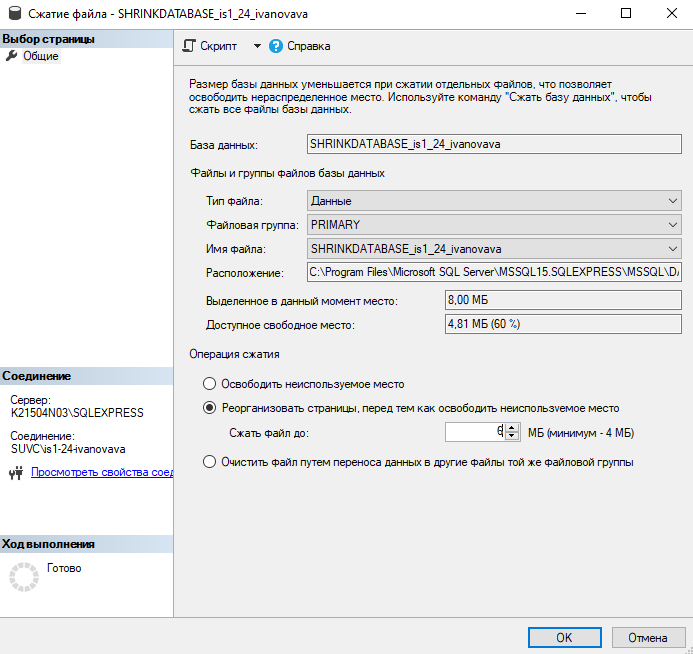 Сжатие файла - SHRINKDATABASE_is1_24_ivanovava
Выбор страницы
Общие
Скрипт
Справка
Размер базы данных уменьшается при сжатии отдельных файлов, что позволяет
освободить нераспределенное место. Используйте команду "Сжать базу данных", чтобы
сжать все файлы базы данных.
База данных: SHRINKDATABASE_is1_24_ivanovava
Файлы и группы файлов базы данных
Тип файла: Данные
Файловая группа: PRIMARY
Имя файла: SHRINKDATABASE_is1_24_ivanovava
Расположение: C:\Program Files\Microsoft SQL Server\MSSQL15.SQLEXPRESS\MSSQL\DA
Выделенное в данный момент место: 8,00 МБ
Доступное свободное место: 4,81 МБ (60 %)
Операция сжатия
Освободить неиспользуемое место
Реорганизовать страницы, перед тем как освободить неиспользуемое место
Сжать файл до: 6 МБ (минимум - 4 МБ)
Очистить файл путем переноса данных в другие файлы той же файловой группы
Соединение
Сервер:
K21504N03\SQLEXPRESS
Соединение:
SUVC\is1-24-ivanovava
Просмотреть свойства соед
Ход выполнения
Готово
OK
Отмена